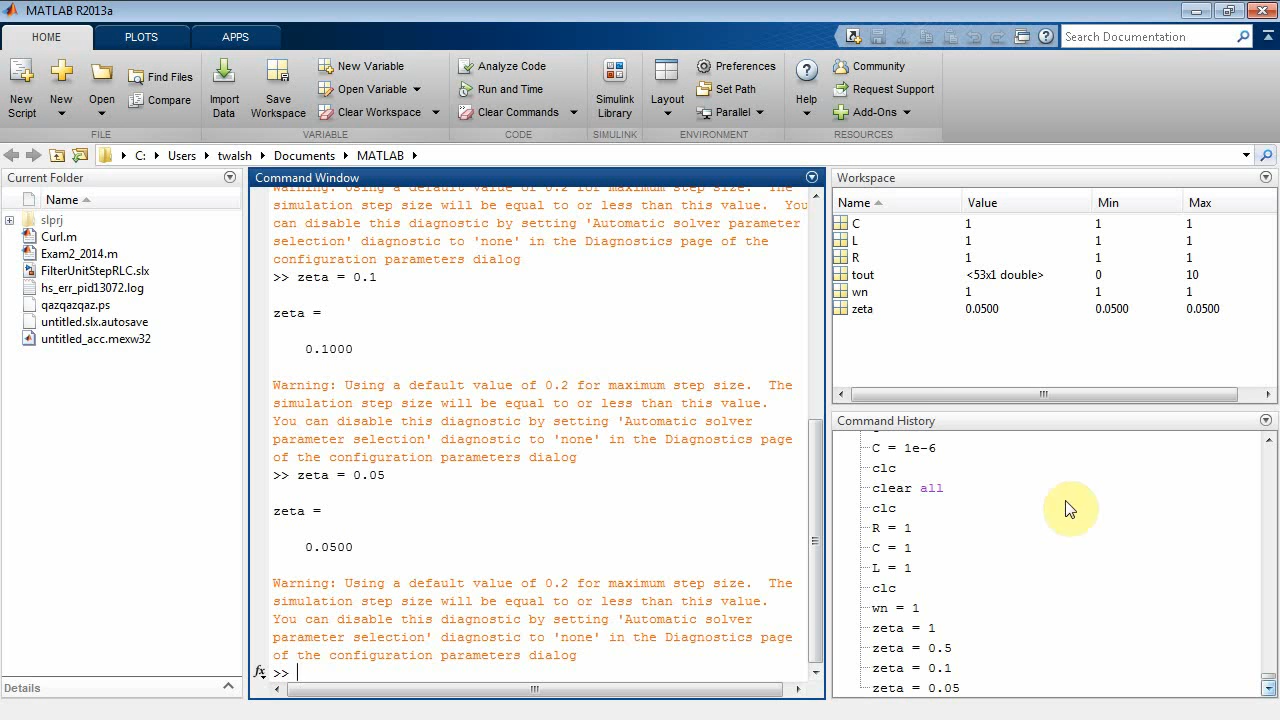 MATLAB R2013a
HOME PLOTS APPS
Search Documentation
New Script
New
Open
Find Files
Compare
FILE
Import Data
Save Workspace
New Variable
Open Variable
Clear Workspace
VARIABLE
Analyze Code
Run and Time
Clear Commands
CODE
Simulink Library
SIMULINK
Layout
Preferences
Set Path
Parallel
ENVIRONMENT
Help
Community
Request Support
Add-Ons
RESOURCES
C: Users twalsh Documents MATLAB
Current Folder
Name
slprj
Curl.m
Exam2_2014.m
FilterUnitStepRLC.slx
hs_err_pid13072.log
qazqazqaz.ps
untitled.slx.autosave
untitled_acc.mexw32
Details
Command Window
Warning: Using a default value of 0.2 for maximum step size. The
simulation step size will be equal to or less than this value. You
can disable this diagnostic by setting 'Automatic solver parameter
selection' diagnostic to 'none' in the Diagnostics page of the
configuration parameters dialog
>> zeta = 0.1
zeta =
0.1000
Warning: Using a default value of 0.2 for maximum step size. The
simulation step size will be equal to or less than this value.
You can disable this diagnostic by setting 'Automatic solver
parameter selection' diagnostic to 'none' in the Diagnostics page
of the configuration parameters dialog
>> zeta = 0.05
zeta =
0.0500
Warning: Using a default value of 0.2 for maximum step size. The
simulation step size will be equal to or less than this value.
You can disable this diagnostic by setting 'Automatic solver
parameter selection' diagnostic to 'none' in the Diagnostics page
of the configuration parameters dialog
fx >>
Workspace
Name Value Min Max
C 1 1 1
L 1 1 1
R 1 1 1
tout <53x1 double> 0 10
wn 1 1 1
zeta 0.0500 0.0500 0.0500
Command History
C = 1e-6
clc
clear all
clc
R = 1
C = 1
L = 1
clc
wn = 1
zeta = 1
zeta = 0.5
zeta = 0.1
zeta = 0.05